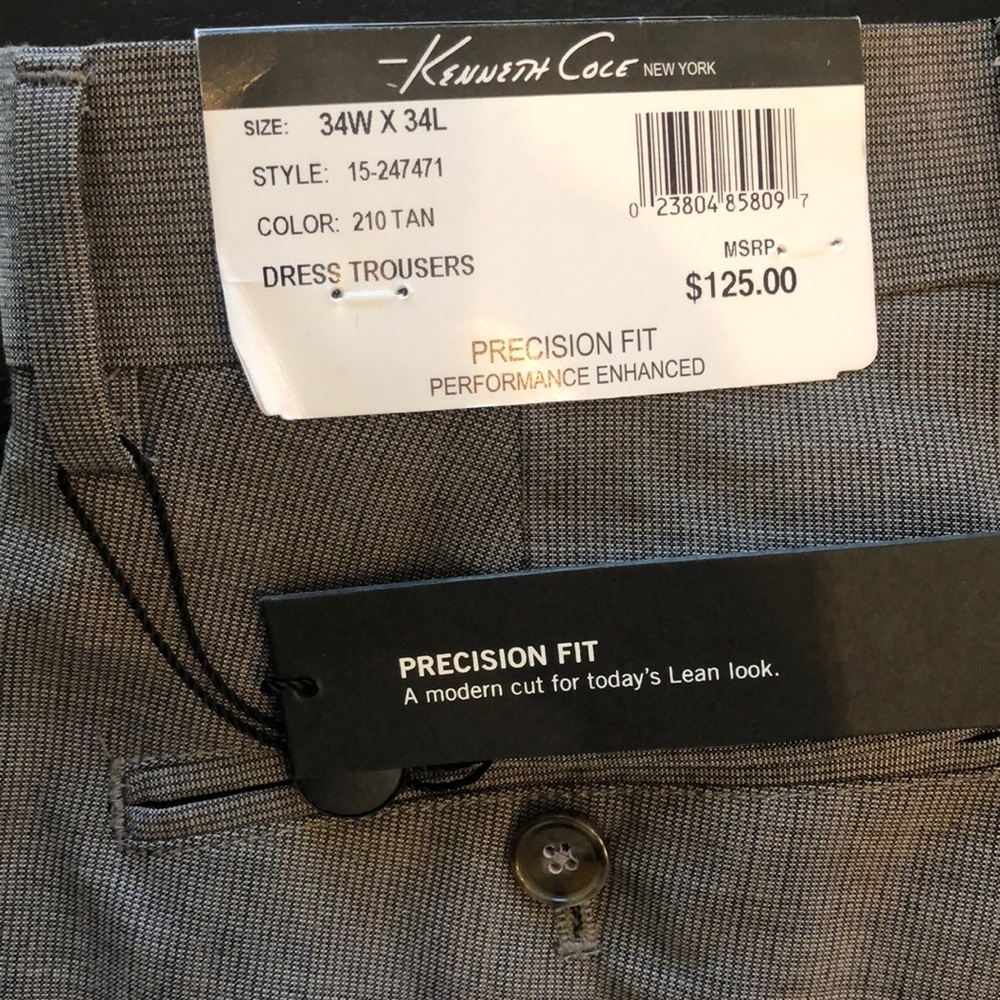 Kenneth Cole NEW YORK
SIZE: 34W X 34L
STYLE: 15-247471
COLOR: 210 TAN
DRESS TROUSERS
0 23804 85809 7
MSRP
$125.00
PRECISION FIT
PERFORMANCE ENHANCED
PRECISION FIT
A modern cut for today's Lean look.